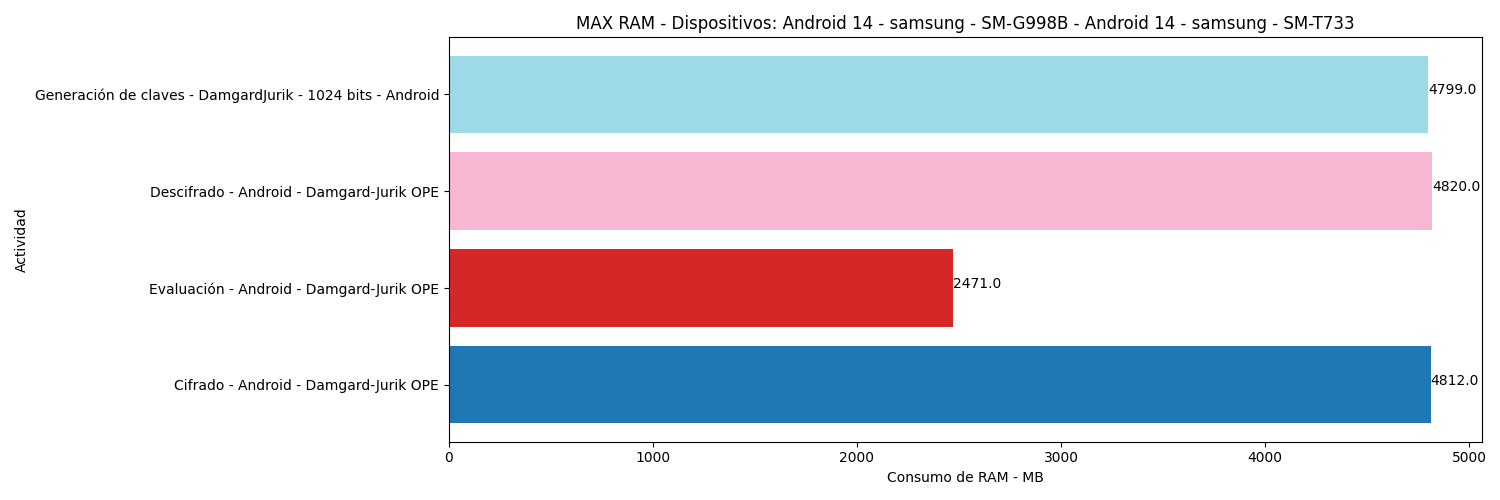 MAX RAM - Dispositivos: Android 14 - samsung - SM-G998B - Android 14 - samsung - SM-T733
Actividad
Generación de claves - DamgardJurik - 1024 bits - Android
4799.0
Descifrado - Android - Damgard-Jurik OPE
4820.0
Evaluación - Android - Damgard-Jurik OPE
2471.0
Cifrado - Android - Damgard-Jurik OPE
4812.0
0 1000 2000 3000 4000 5000
Consumo de RAM - MB